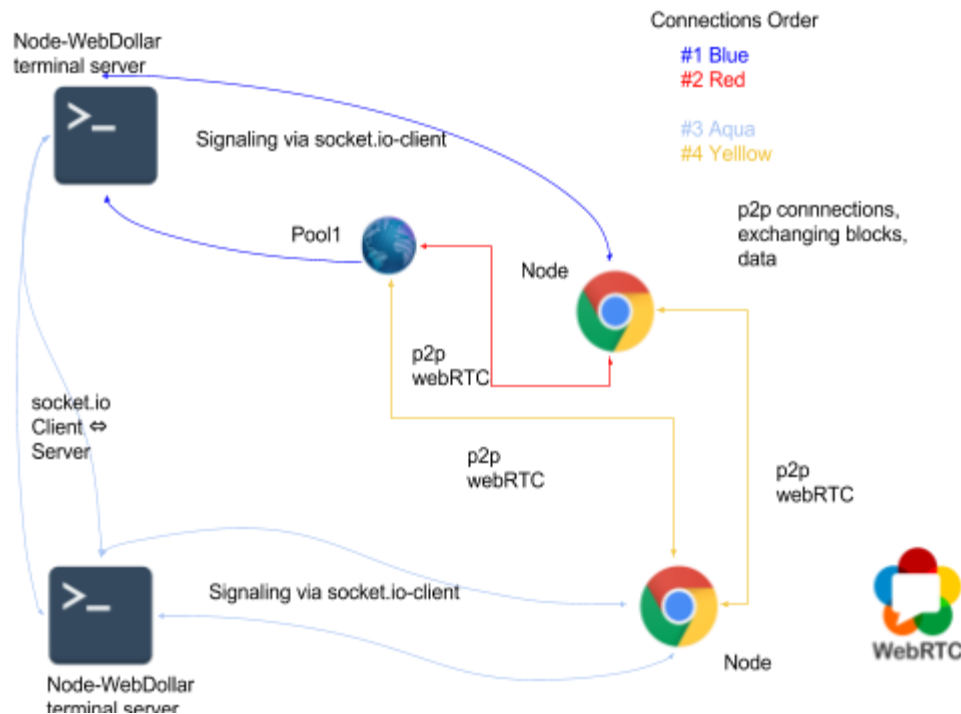 Connections Order
#1 Blue
#2 Red
#3 Aqua
#4 Yelllow
Node-WebDollar
terminal server
Signaling via socket.io-client
p2p connnections,
exchanging blocks,
data
Pool1
Node
p2p
webRTC
socket.io
Client ⇔
Server
p2p
webRTC
p2p
webRTC
Signaling via socket.io-client
WebRTC
Node
Node-WebDollar
terminal server